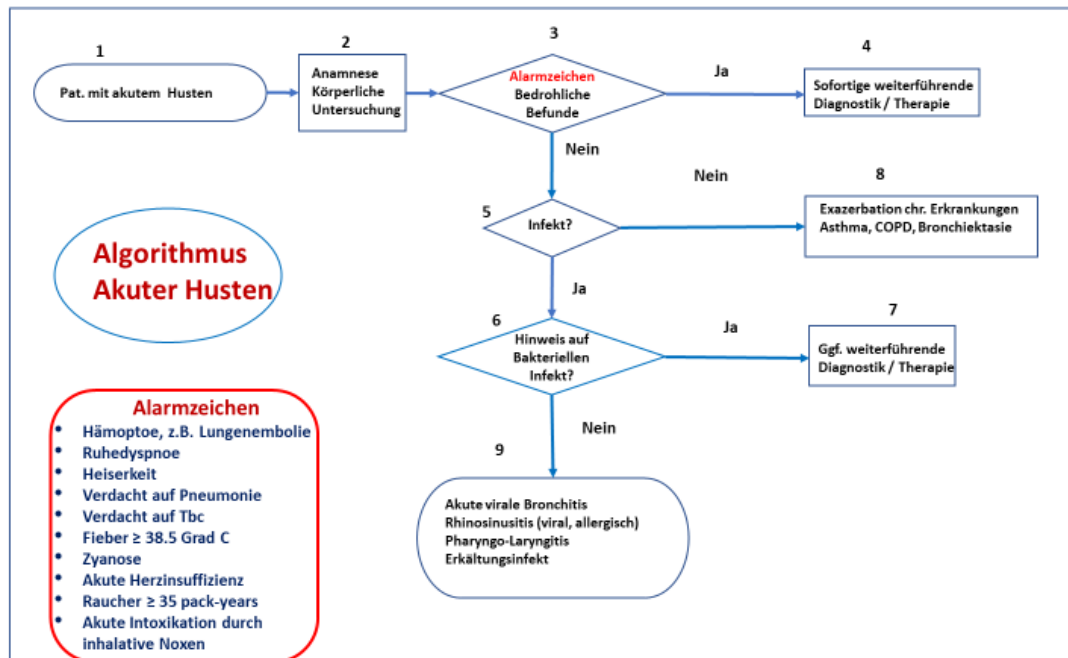 1
Pat. mit akutem Husten
2
Anamnese
Körperliche
Untersuchung
3
Alarmzeichen
Bedrohliche
Befunde
Ja
4
Sofortige weiterführende
Diagnostik / Therapie
Nein
5
Infekt?
Nein
8
Exazerbation chr. Erkrankungen
Asthma, COPD, Bronchiektasie
Algorithmus
Akuter Husten
Ja
6
Hinweis auf
Bakteriellen
Infekt?
Ja
7
Ggf. weiterführende
Diagnostik / Therapie
Nein
9
Akute virale Bronchitis
Rhinosinusitis (viral, allergisch)
Pharyngo-Laryngitis
Erkältungsinfekt
Alarmzeichen
• Hämoptoe, z.B. Lungenembolie
• Ruhedyspnoe
• Heiserkeit
• Verdacht auf Pneumonie
• Verdacht auf Tbc
• Fieber ≥ 38.5 Grad C
• Zyanose
• Akute Herzinsuffizienz
• Raucher ≥ 35 pack-years
• Akute Intoxikation durch
inhalative Noxen